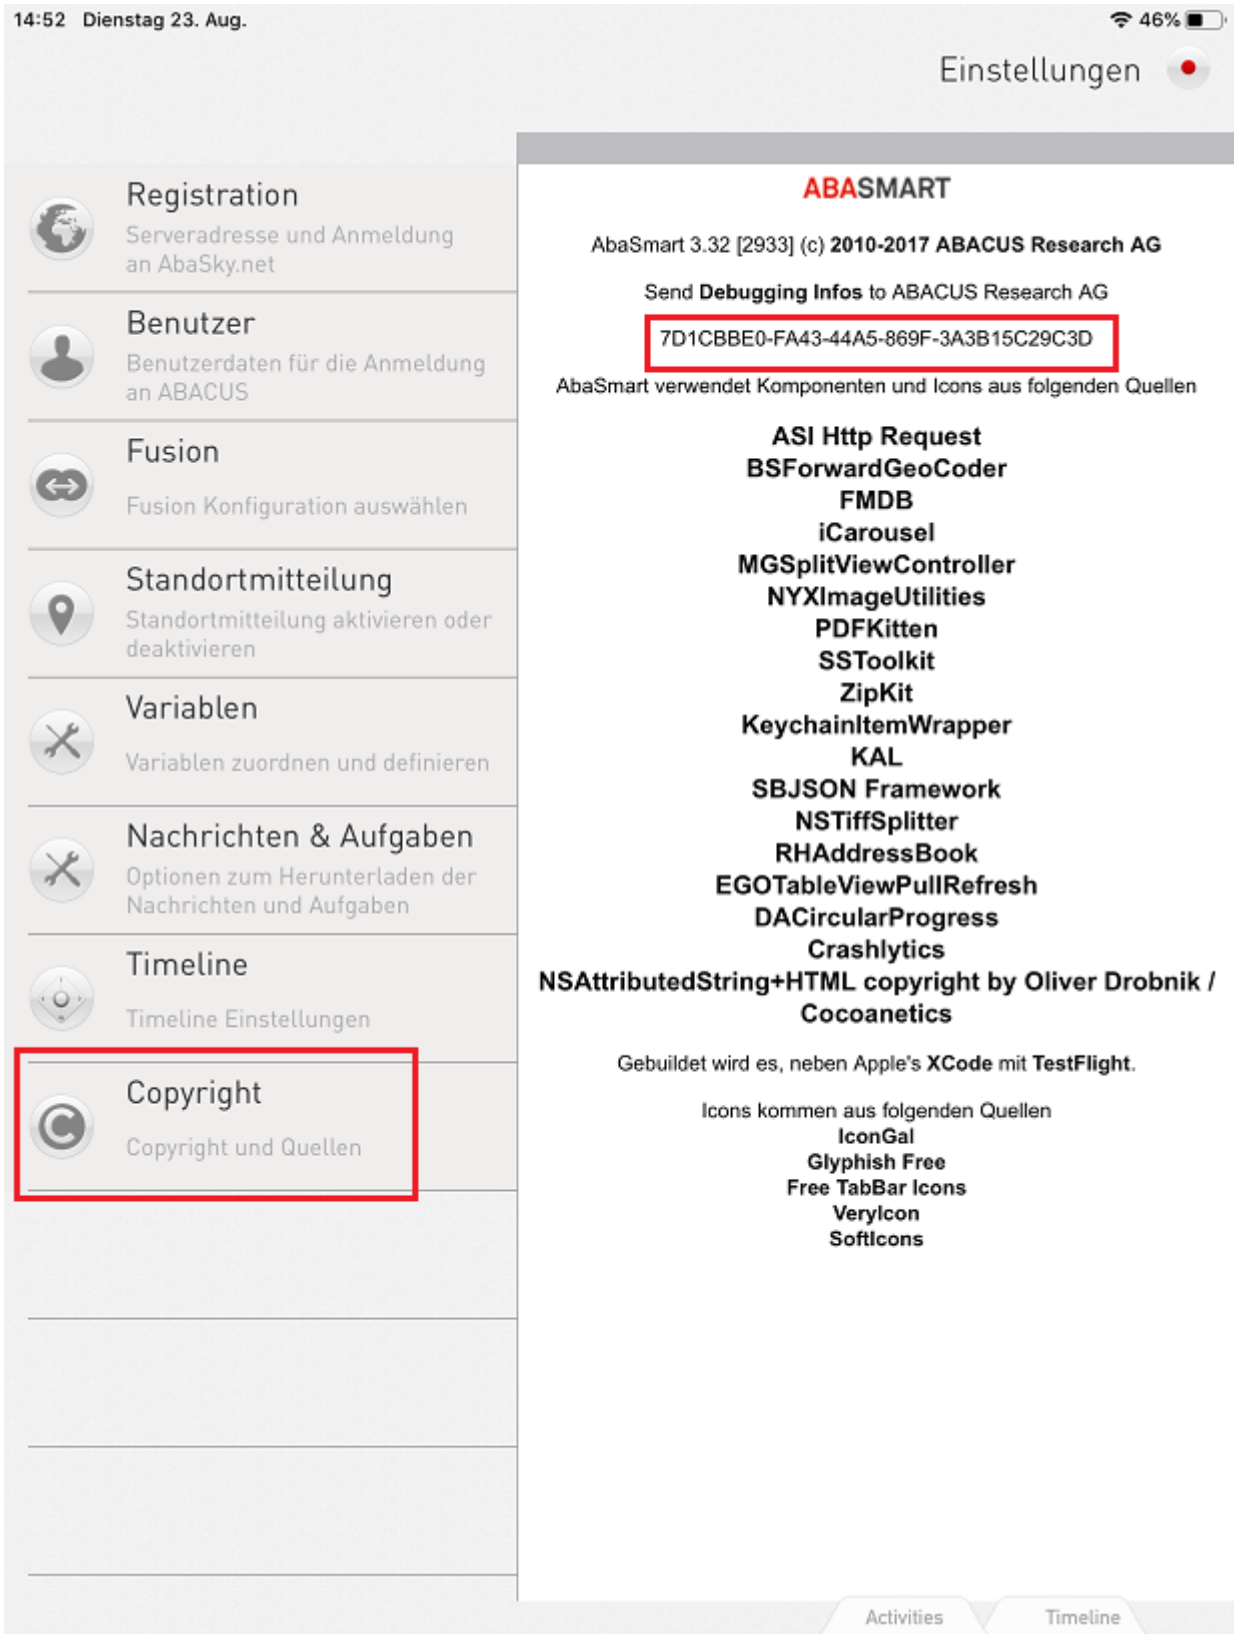 14:52 Dienstag 23. Aug.
46%
Einstellungen
Registration
Serveradresse und Anmeldung
an AbaSky.net
Benutzer
Benutzerdaten für die Anmeldung
an ABACUS
Fusion
Fusion Konfiguration auswählen
Standortmitteilung
Standortmitteilung aktivieren oder
deaktivieren
Variablen
Variablen zuordnen und definieren
Nachrichten & Aufgaben
Optionen zum Herunterladen der
Nachrichten und Aufgaben
Timeline
Timeline Einstellungen
Copyright
Copyright und Quellen
ABASMART
AbaSmart 3.32 [2933] (c) 2010-2017 ABACUS Research AG
Send Debugging Infos to ABACUS Research AG
7D1CBBE0-FA43-44A5-869F-3A3B15C29C3D
AbaSmart verwendet Komponenten und Icons aus folgenden Quellen
ASI Http Request
BSForwardGeoCoder
FMDB
iCarousel
MGSplitViewController
NYXImageUtilities
PDFKitten
SSToolkit
ZipKit
KeychainItemWrapper
KAL
SBJSON Framework
NSTiffSplitter
RHAddressBook
EGOTableViewPullRefresh
DACircularProgress
Crashlytics
NSAttributedString+HTML copyright by Oliver Drobnik /
Cocoanetics
Gebuildet wird es, neben Apple's XCode mit TestFlight.
Icons kommen aus folgenden Quellen
IconGal
Glyphish Free
Free TabBar Icons
VeryIcon
SoftIcons
Activities
Timeline